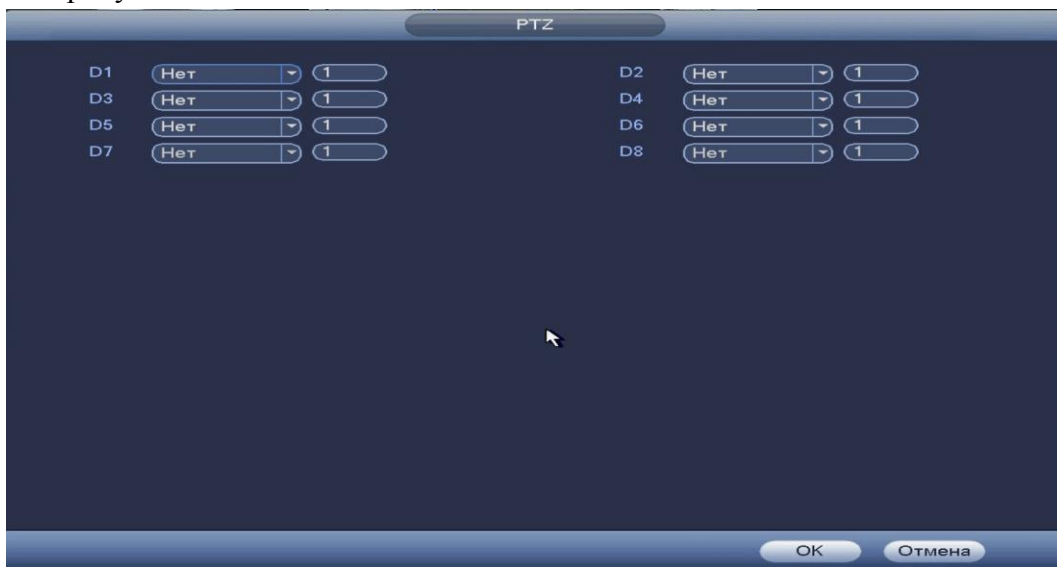 PTZ
D1 Нет 1 D2 Нет 1
D3 Нет 1 D4 Нет 1
D5 Нет 1 D6 Нет 1
D7 Нет 1 D8 Нет 1
OK Отмена